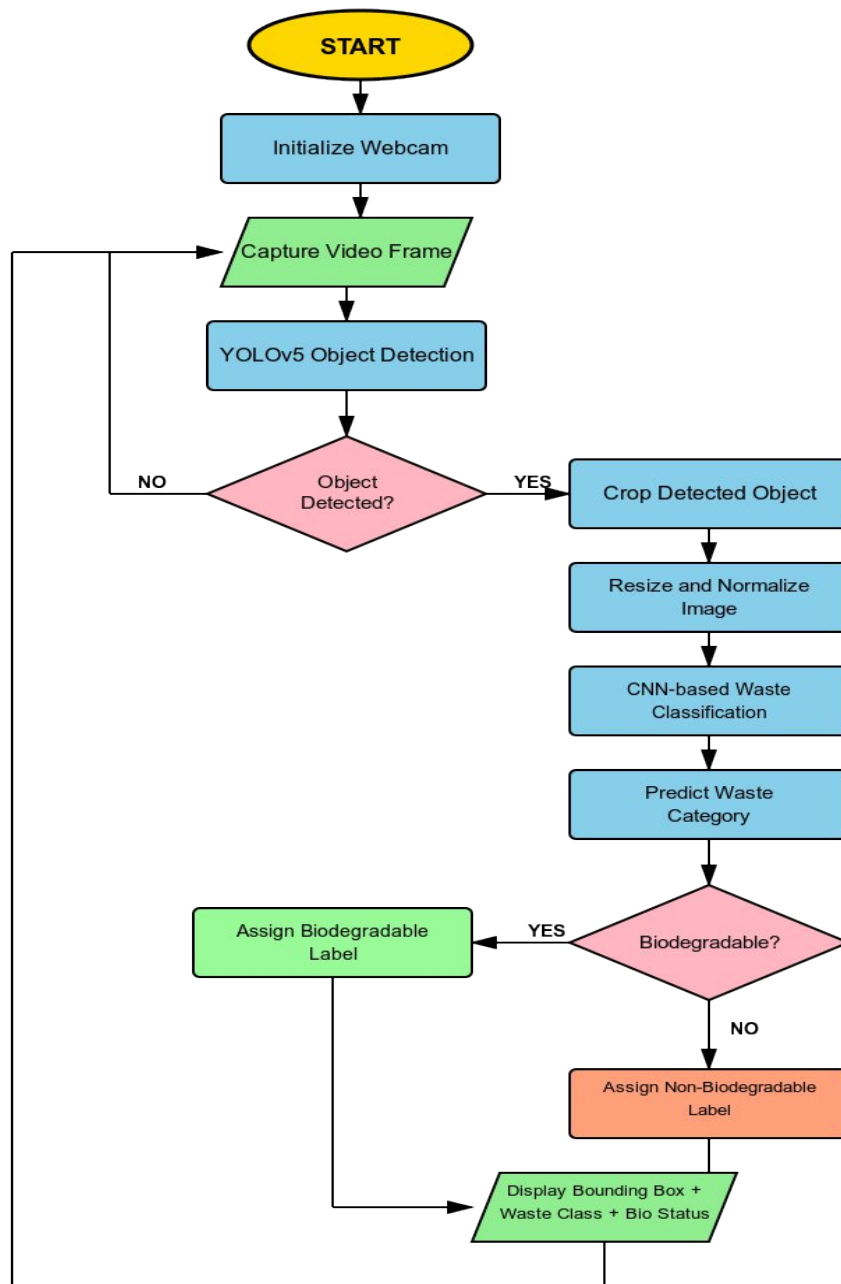 START
Initialize Webcam
Capture Video Frame
YOLOv5 Object Detection
Object
Detected?
NO
YES
Crop Detected Object
Resize and Normalize
Image
CNN-based Waste
Classification
Predict Waste
Category
Biodegradable?
YES
Assign Biodegradable
Label
NO
Assign Non-Biodegradable
Label
Display Bounding Box +
Waste Class + Bio Status